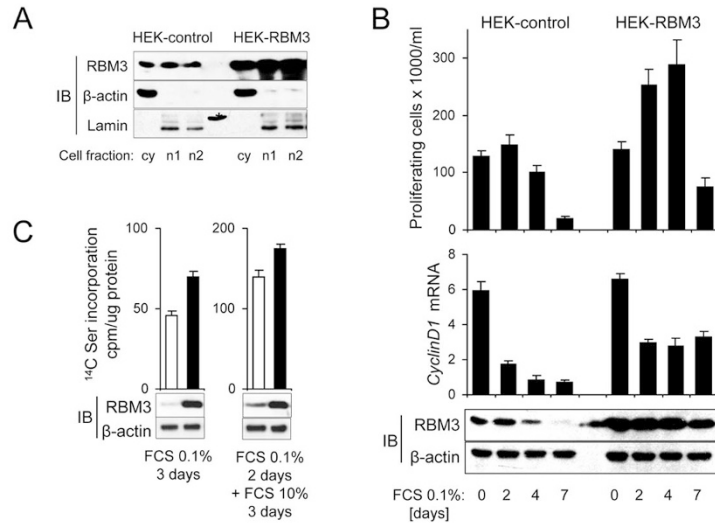 A
HEK-control HEK-RBM3
RBM3
IB β-actin
Lamin
*
Cell fraction: cy n1 n2 cy n1 n2
B
HEK-control HEK-RBM3
Proliferating cells x 1000/ml
300
200
100
0
CyclinD1 mRNA
6
4
2
0
RBM3
IB
β-actin
FCS 0.1%: 0 2 4 7 0 2 4 7
[days]
C
¹⁴C Ser incorporation
cpm/ug protein
100 200
50 100
0 0
RBM3
IB
β-actin
FCS 0.1% FCS 0.1%
3 days 2 days
+ FCS 10%
3 days